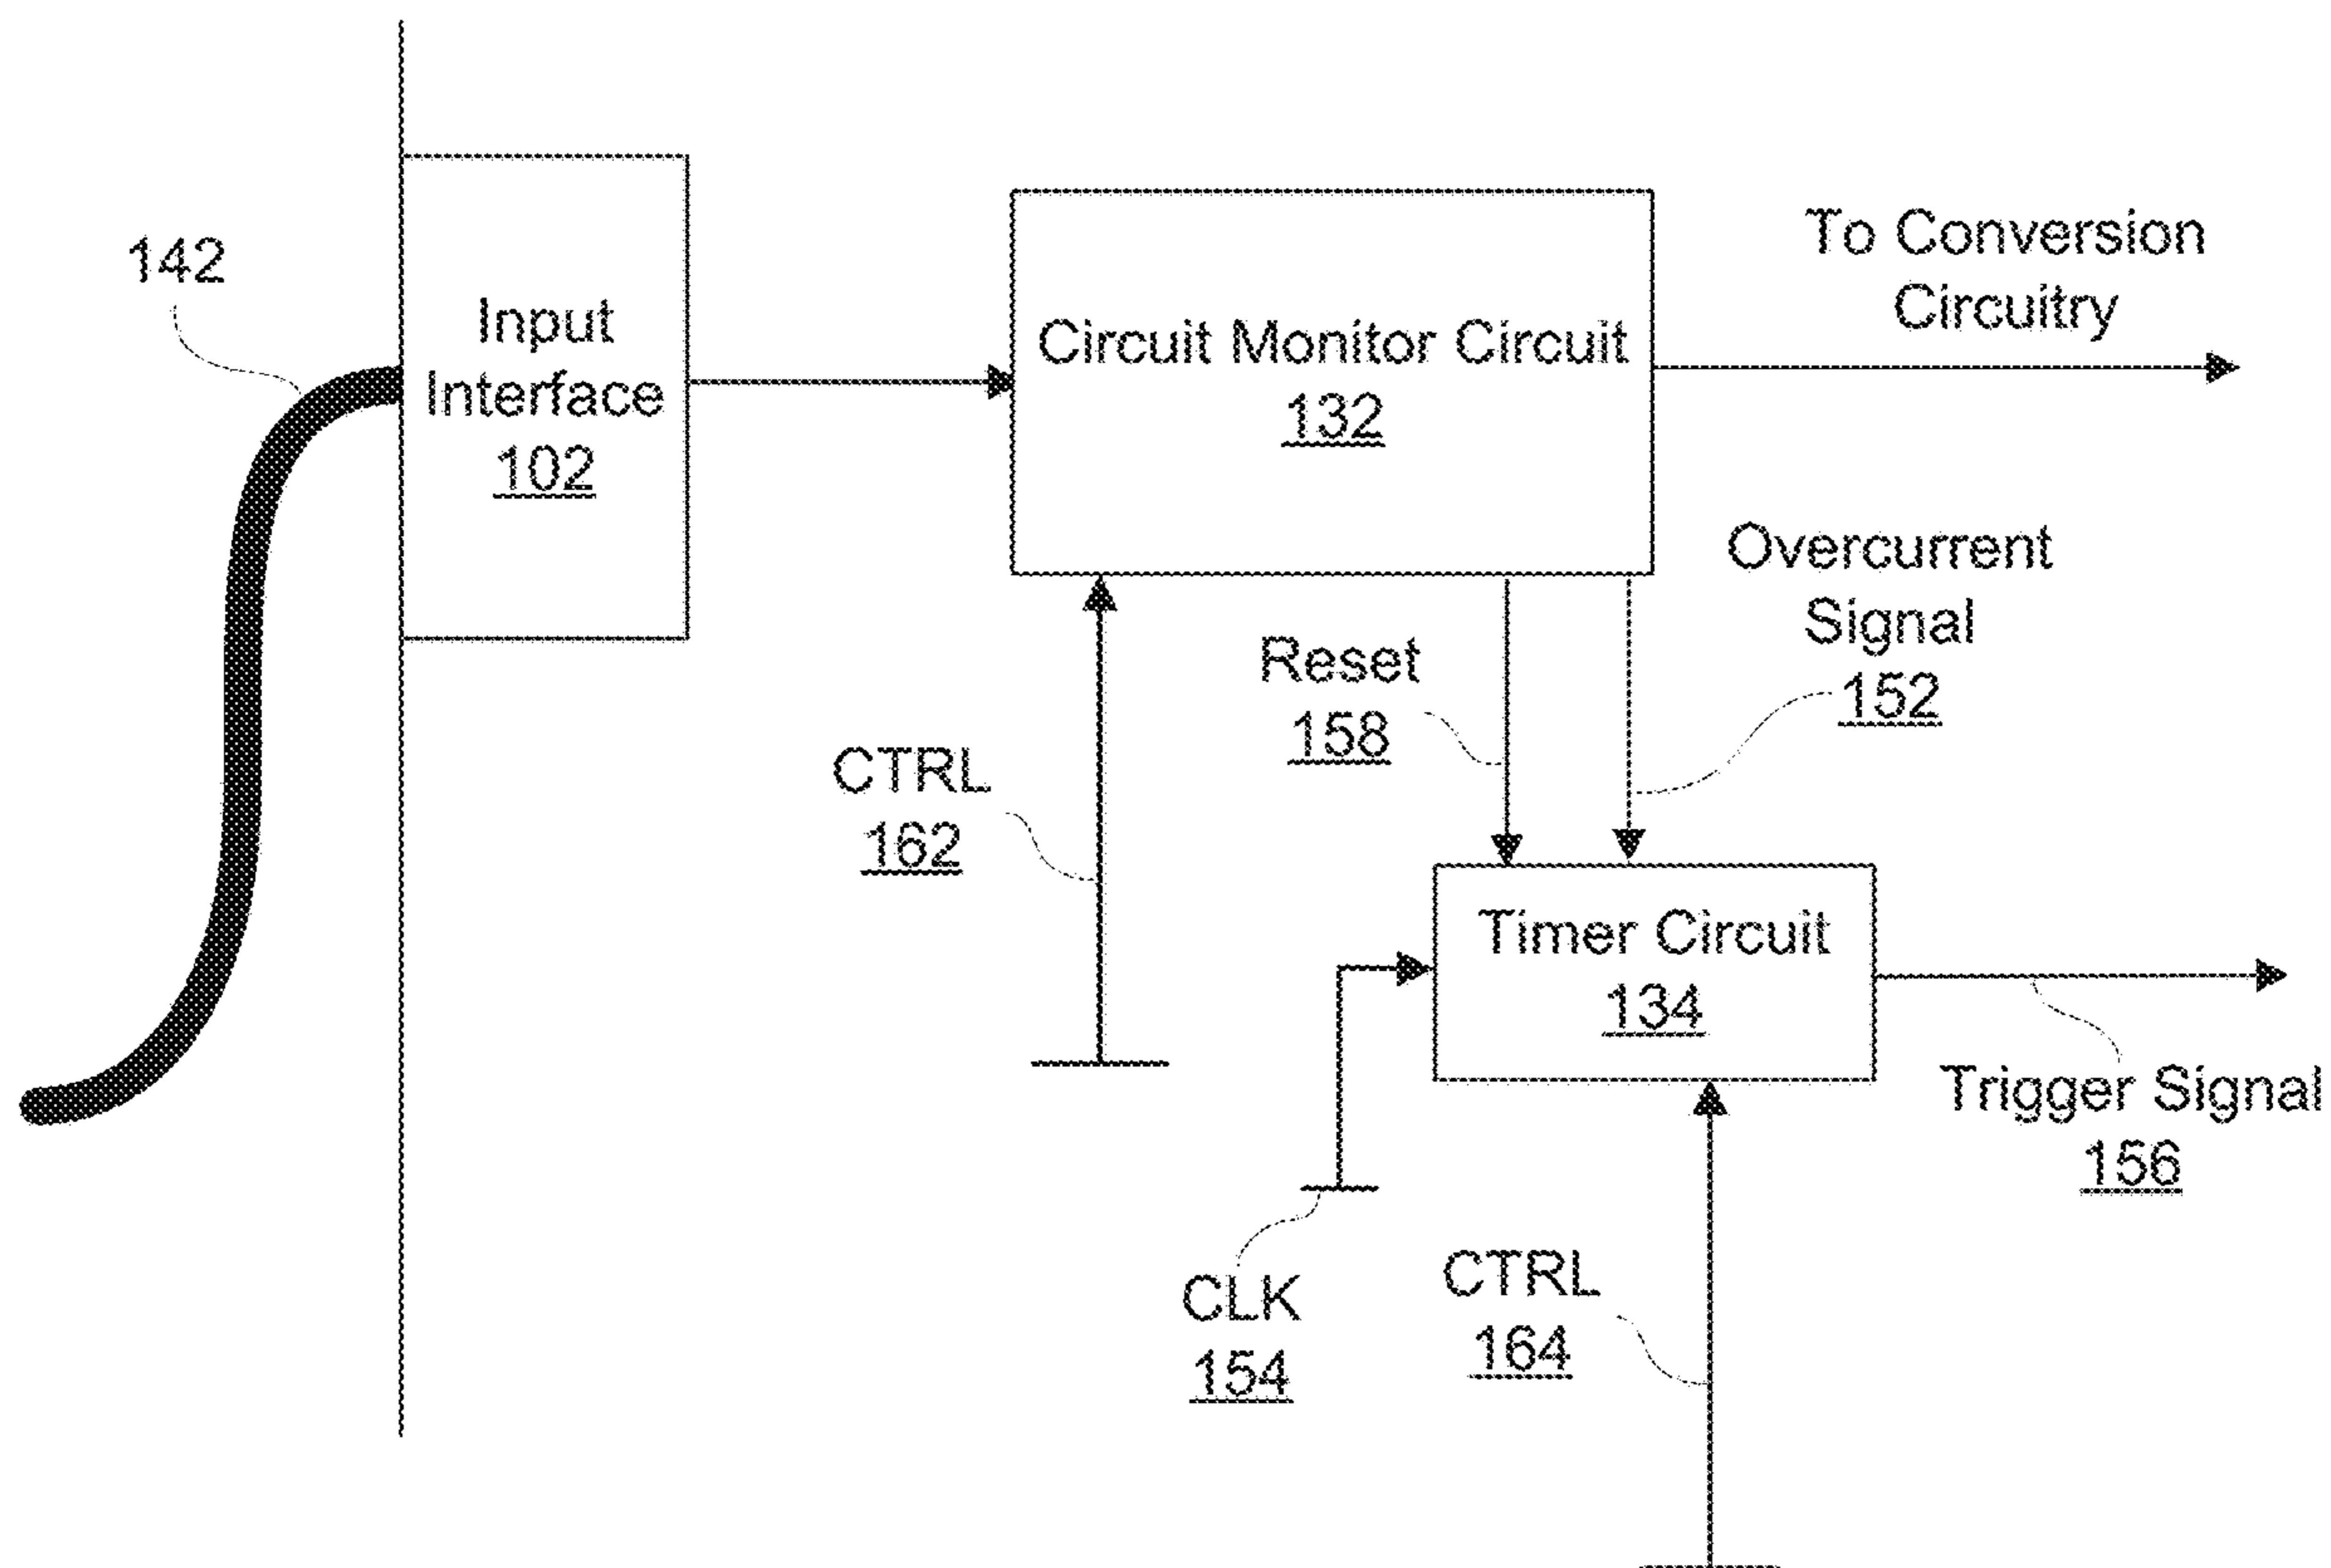 142
Input
Interface
102
Circuit Monitor Circuit
132
To Conversion
Circuitry
Overcurrent
Signal
152
Reset
158
CTRL
162
Timer Circuit
134
Trigger Signal
156
CLK
154
CTRL
164